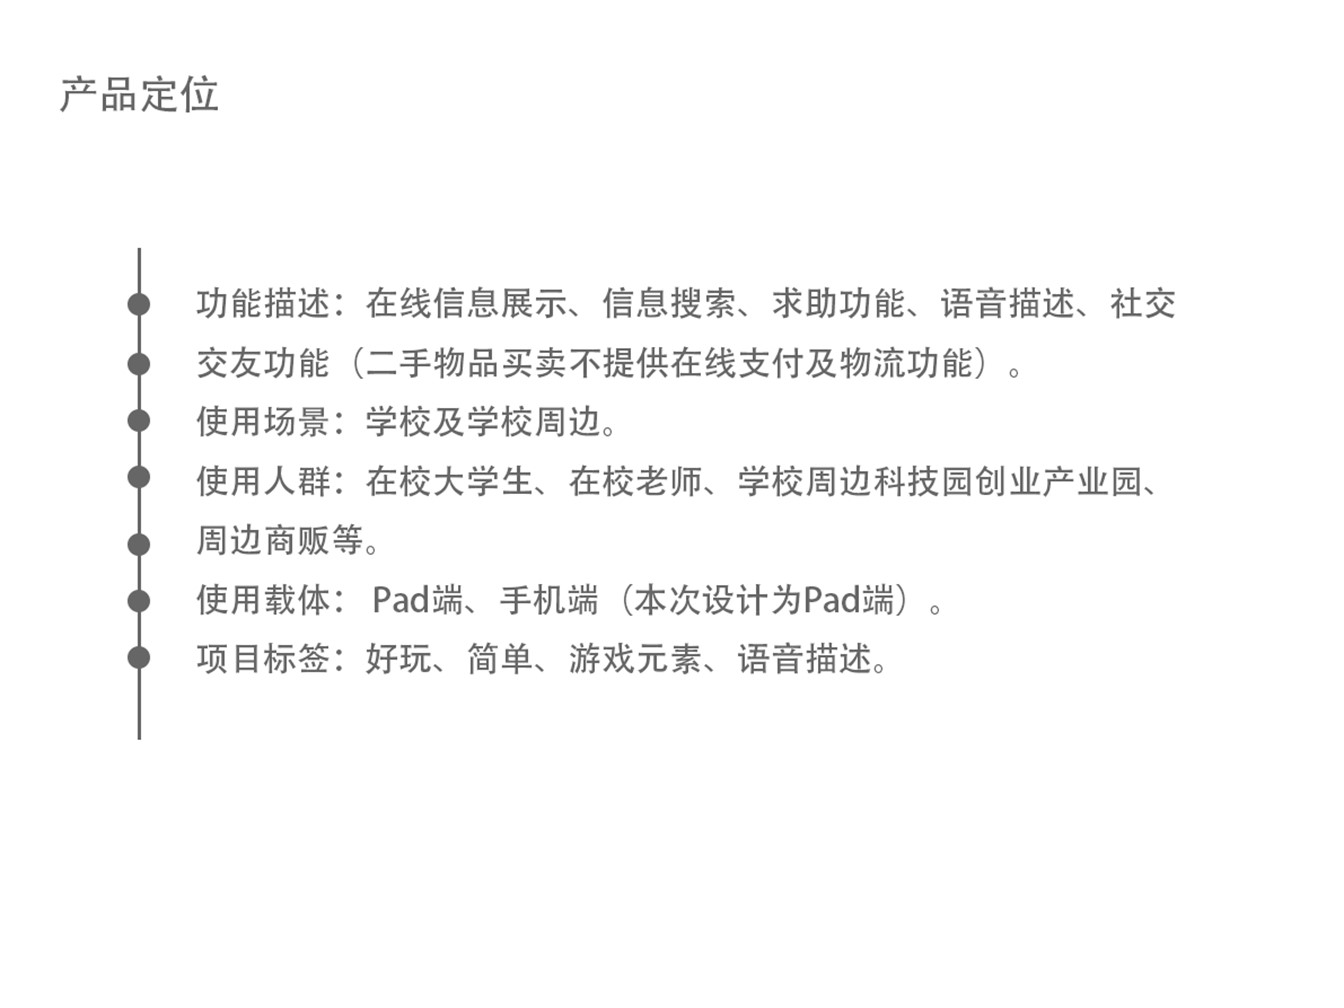 产品定位
功能描述：在线信息展示、信息搜索、求助功能、语音描述、社交
交友功能（二手物品买卖不提供在线支付及物流功能）。
使用场景：学校及学校周边。
使用人群：在校大学生、在校老师、学校周边科技园创业产业园、
周边商贩等。
使用载体： Pad端、手机端（本次设计为Pad端）。
项目标签：好玩、简单、游戏元素、语音描述。